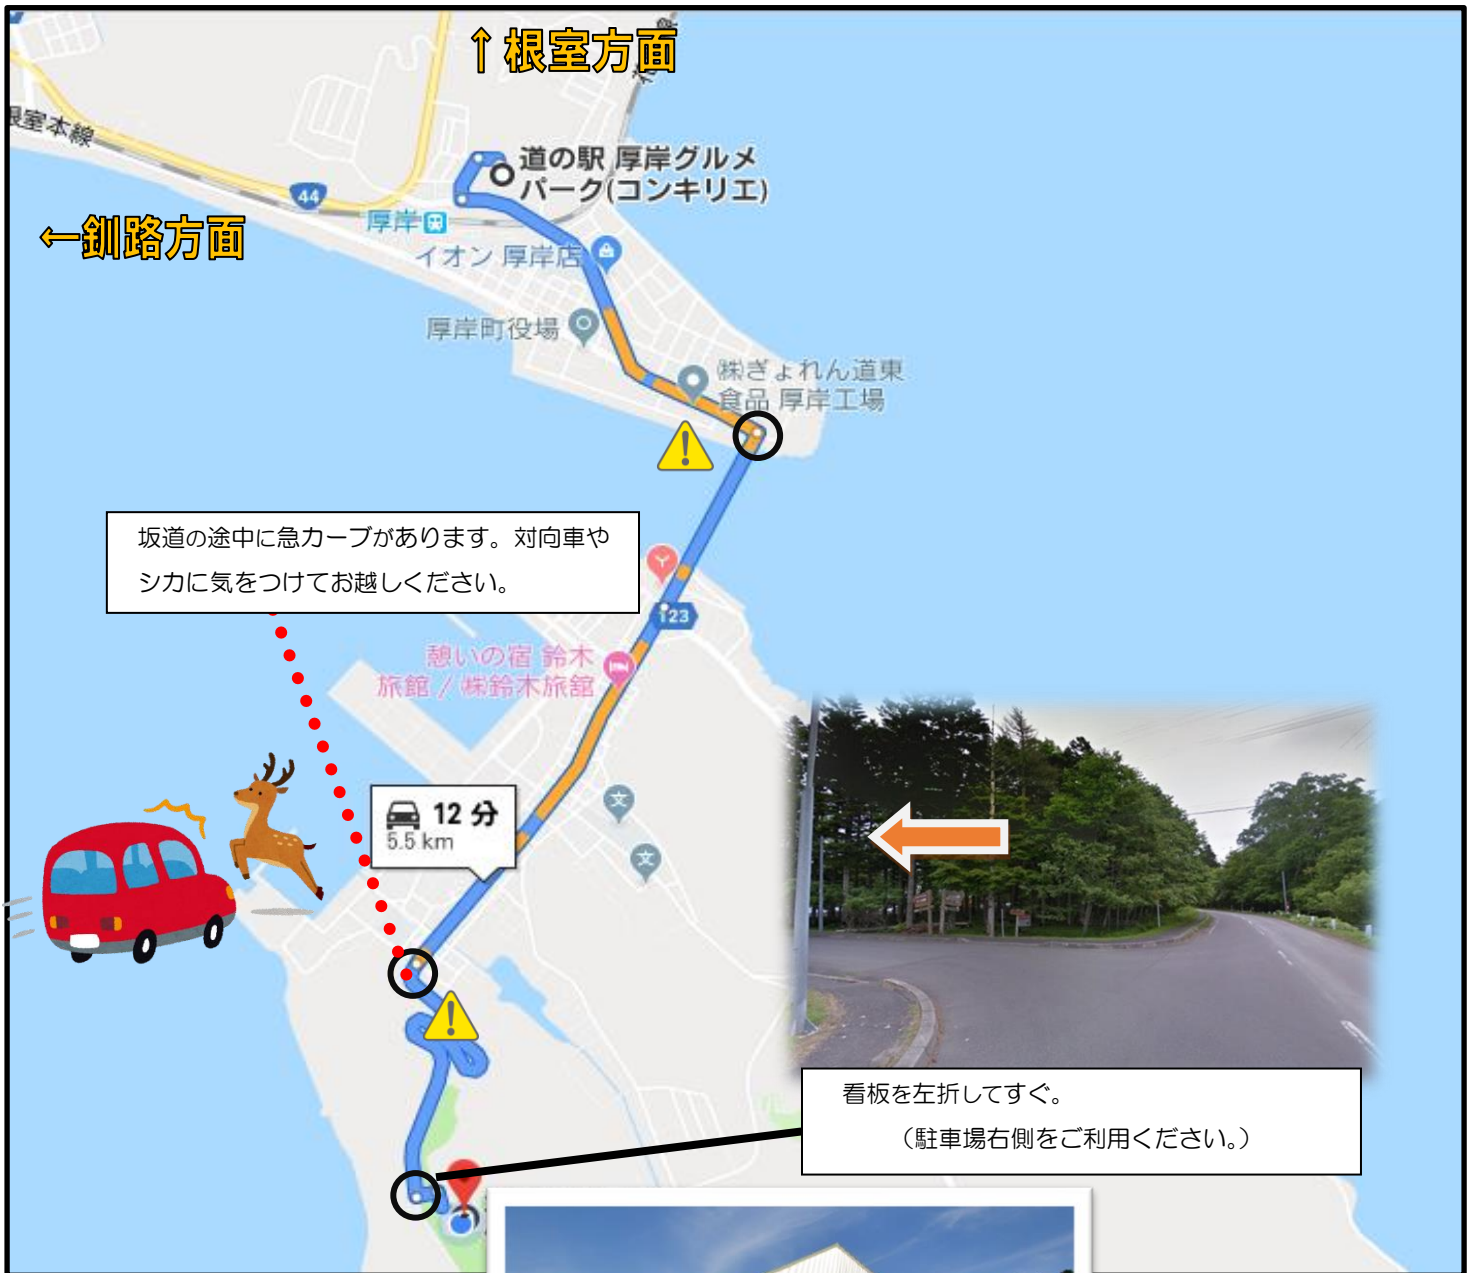 ↑根室方面
根室本線
道の駅 厚岸グルメ
パーク(コンキリエ)
44
厚岸
←釧路方面
イオン 厚岸店
厚岸町役場
㈱ぎょれん道東
食品 厚岸工場
坂道の途中に急カーブがあります。対向車や
シカに気をつけてお越しください。
123
憩いの宿 鈴木
旅館／㈱鈴木旅舘
文
12 分
5.5 km
文
看板を左折してすぐ。
（駐車場右側をご利用ください。）